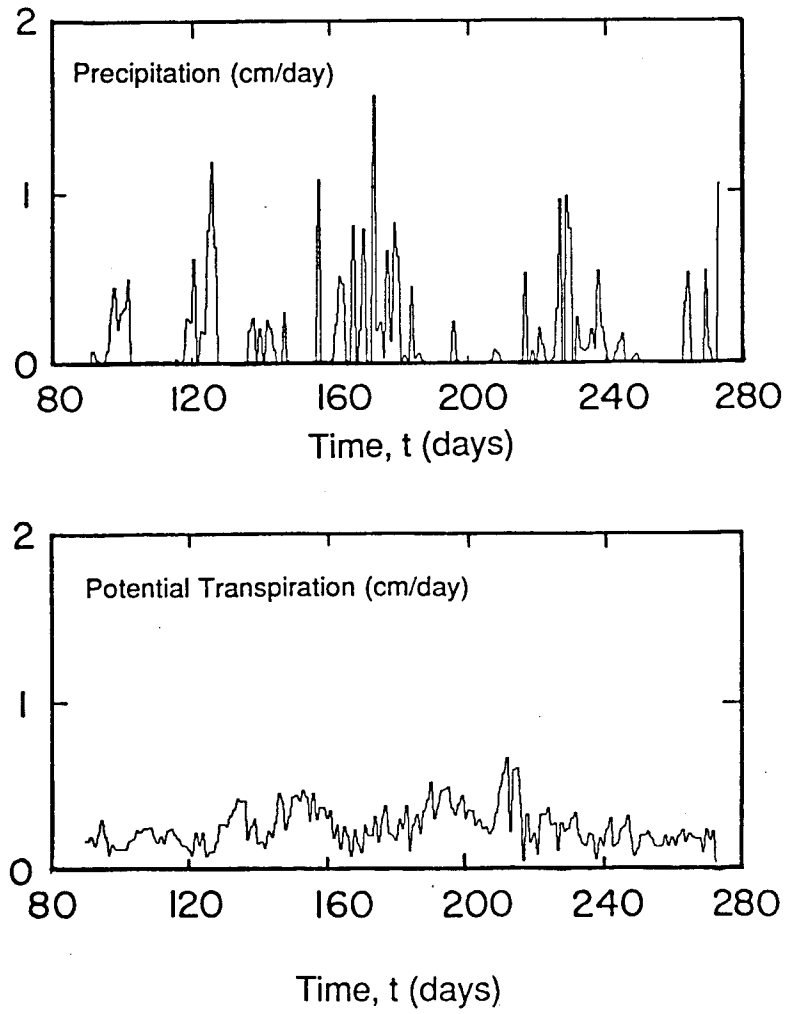 2
Precipitation (cm/day)
1
0
80 120 160 200 240 280
Time, t (days)
2
Potential Transpiration (cm/day)
1
0
80 120 160 200 240 280
Time, t (days)